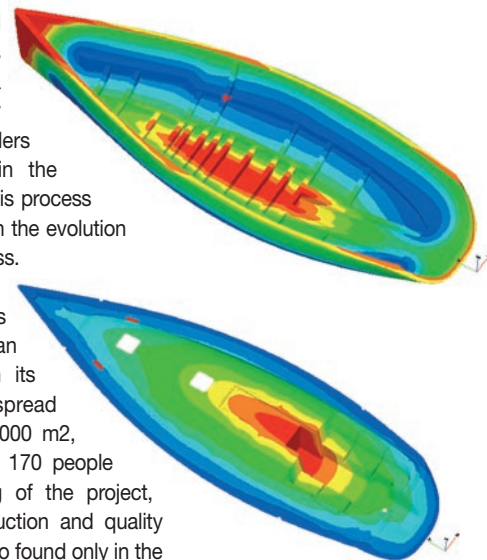 ders
in the
is process
n the evolution
ss.
s
an
its
spread
000 m2,
170 people
g of the project,
uction and quality
o found only in the